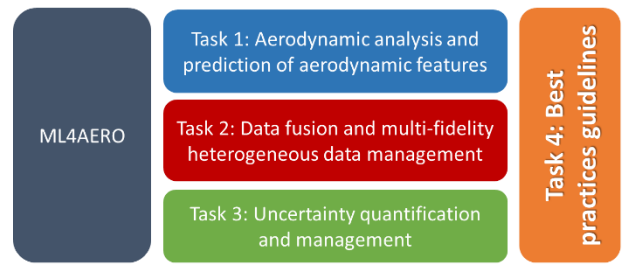 ML4AERO
Task 1: Aerodynamic analysis and
prediction of aerodynamic features
Task 2: Data fusion and multi-fidelity
heterogeneous data management
Task 3: Uncertainty quantification
and management
Task 4: Best
practices guidelines